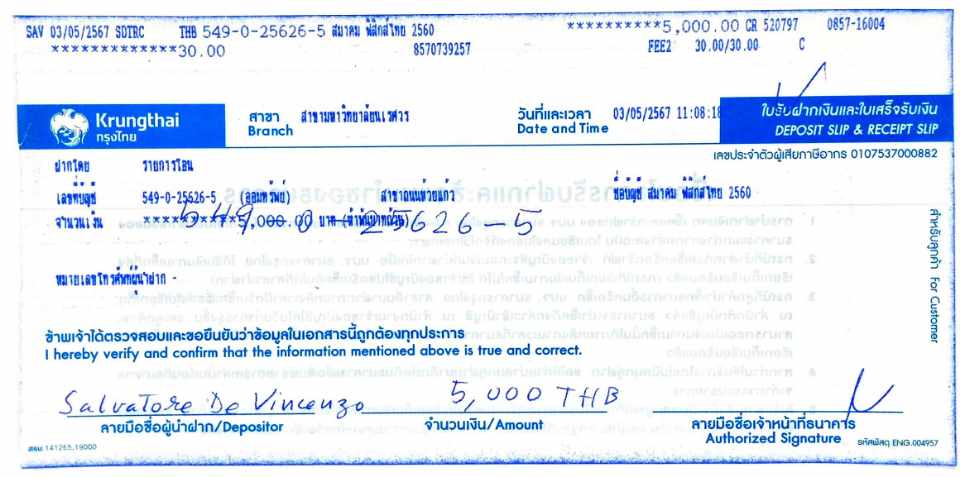 SAV 03/05/2567 SDTRC THB 549-0-25626-5 สมาคม ฟิสิกส์ไทย 2560 **********5,000.00 CR 520797 0857-16004
*************30.00 8570739257 FEE2 30.00/30.00 C
Krungthai
กรุงไทย
สาขา สาขามหาวิทยาลัยนเรศวร
Branch
วันที่และเวลา 03/05/2567 11:08:18
Date and Time
ใบรับฝากเงินและใบเสร็จรับเงิน
DEPOSIT SLIP & RECEIPT SLIP
เลขประจำตัวผู้เสียภาษีอากร 0107537000882
ฝากโดย รายการโอน
เลขที่บัญชี 549-0-25626-5 (ออมทรัพย์) สาขาถนนห้วยแก้ว ชื่อบัญชี สมาคม ฟิสิกส์ไทย 2560
จำนวนเงิน **********5,000.00 บาท (ห้าพันบาทถ้วน)
549-0-25626-5
หมายเลขโทรศัพท์ผู้นำฝาก -
สำหรับลูกค้า For Customer
ข้าพเจ้าได้ตรวจสอบและขอยืนยันว่าข้อมูลในเอกสารนี้ถูกต้องทุกประการ
I hereby verify and confirm that the information mentioned above is true and correct.
Salvatore De Vincenzo 5,000 THB
ลายมือชื่อผู้นำฝาก/Depositor จำนวนเงิน/Amount ลายมือชื่อเจ้าหน้าที่ธนาคาร
Authorized Signature รหัสพัสดุ ENG.004957
141265,19000